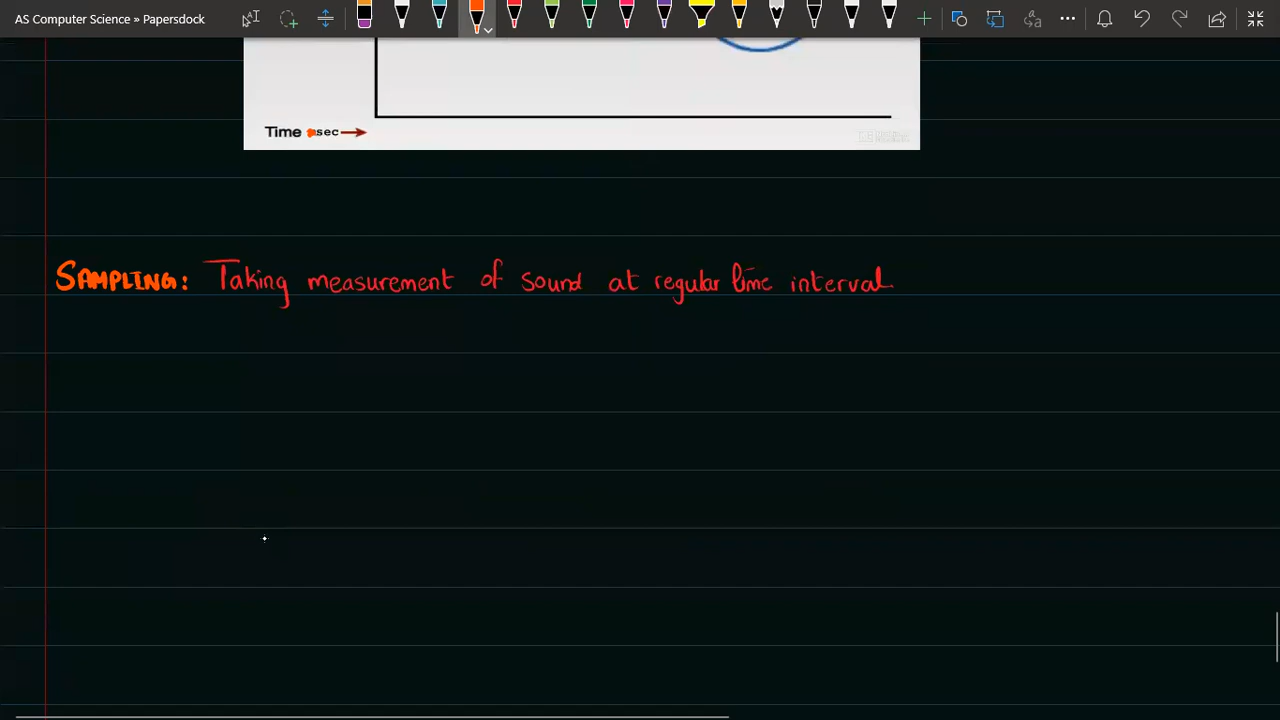 AS Computer Science » Papersdock
Time sec
SAMPLING: Taking measurement of sound at regular time interval